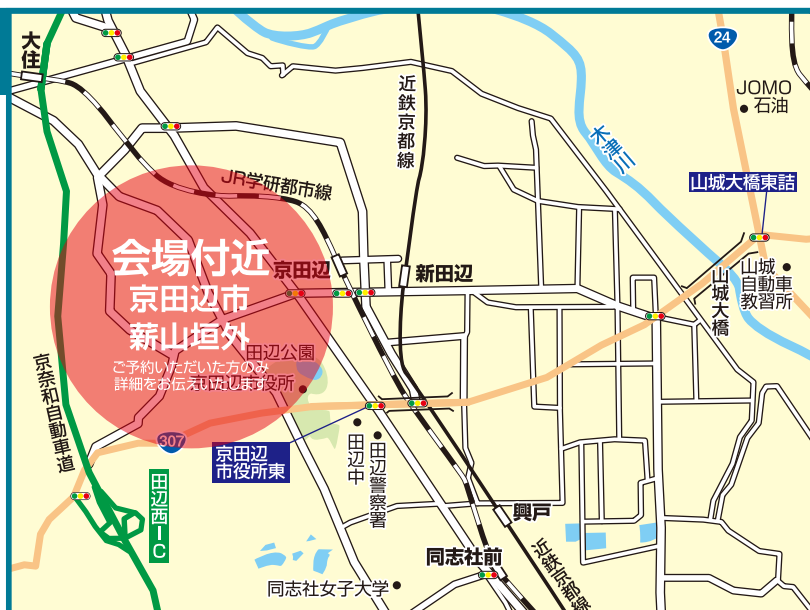 大住
近鉄京都線
24
JOMO
石油
木津川
山城大橋東詰
JR学研都市線
会場付近
京田辺市
薪山垣外
ご予約いただいた方のみ
詳細をお伝えいたします
京田辺
新田辺
山城大橋
山城
自動車
教習所
田辺公園
京田辺市役所
京奈和自動車道
307
京田辺
市役所東
田辺中
田辺警察署
田辺西IC
興戸
同志社前
近鉄京都線
同志社女子大学